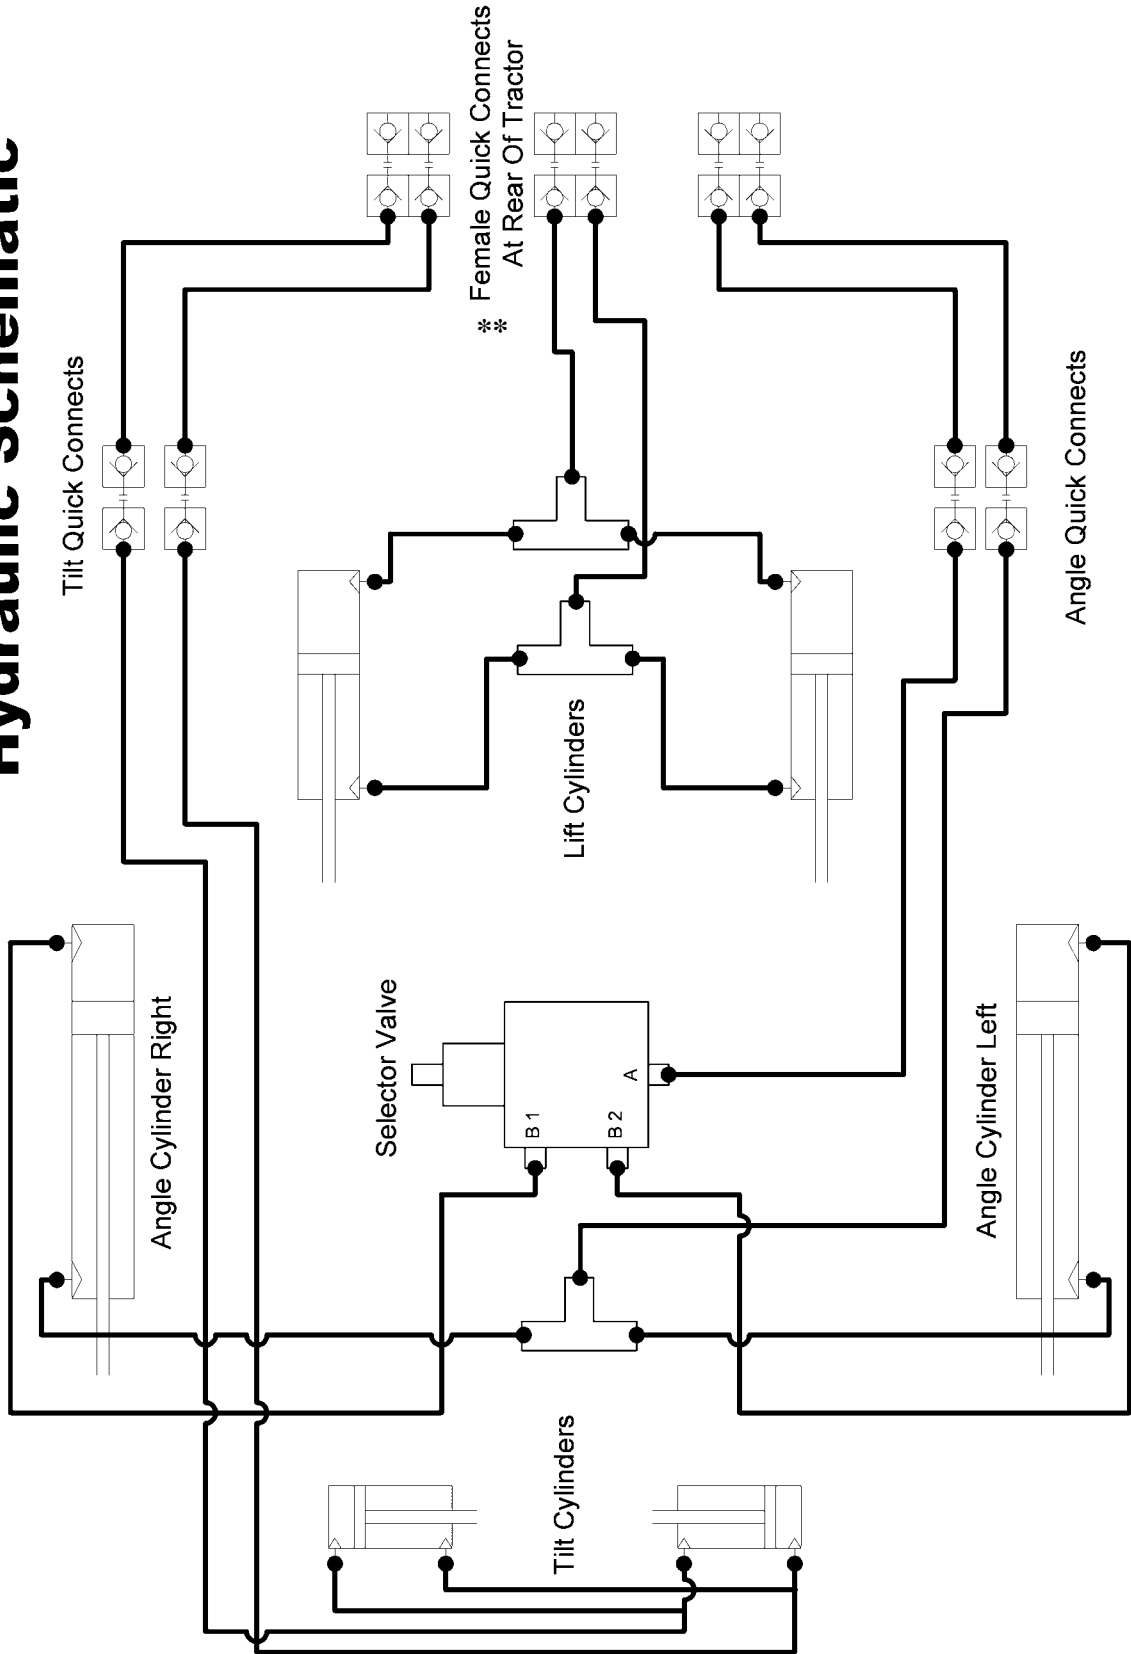 Hydraulic Schematic
Tilt Quick Connects
** Female Quick Connects
At Rear Of Tractor
Angle Quick Connects
Lift Cylinders
Angle Cylinder Right
Selector Valve
B 1
B 2
A
Angle Cylinder Left
Tilt Cylinders